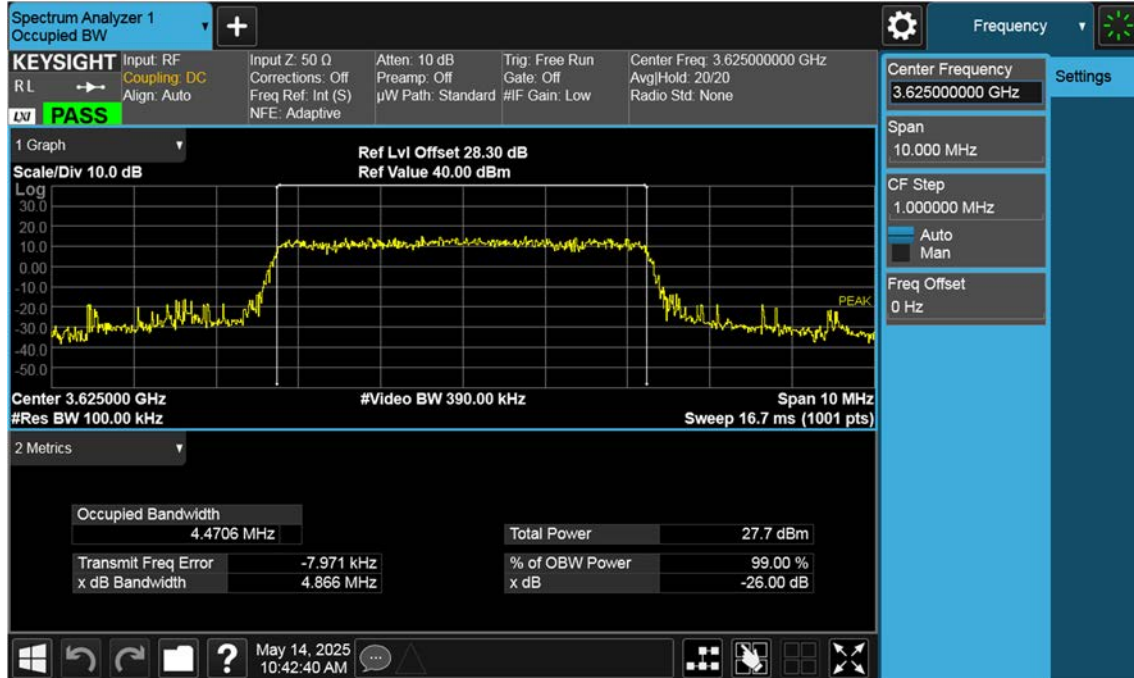 Spectrum Analyzer 1
Occupied BW
Frequency
KEYSIGHT
R L
LXI
PASS
Input: RF
Coupling: DC
Align: Auto
Input Z: 50 Ω
Corrections: Off
Freq Ref: Int (S)
NFE: Adaptive
Atten: 10 dB
Preamp: Off
µW Path: Standard
Trig: Free Run
Gate: Off
#IF Gain: Low
Center Freq: 3.625000000 GHz
Avg|Hold: 20/20
Radio Std: None
1 Graph
Scale/Div 10.0 dB
Ref Lvl Offset 28.30 dB
Ref Value 40.00 dBm
Log
30.0
20.0
10.0
0.00
-10.0
-20.0
-30.0
-40.0
-50.0
PEAK
Center 3.625000 GHz
#Video BW 390.00 kHz
Span 10 MHz
#Res BW 100.00 kHz
Sweep 16.7 ms (1001 pts)
2 Metrics
Occupied Bandwidth
4.4706 MHz
Transmit Freq Error -7.971 kHz
x dB Bandwidth 4.866 MHz
Total Power 27.7 dBm
% of OBW Power 99.00 %
x dB -26.00 dB
Center Frequency
3.625000000 GHz
Span
10.000 MHz
CF Step
1.000000 MHz
Auto
Man
Freq Offset
0 Hz
Settings
?
May 14, 2025
10:42:40 AM